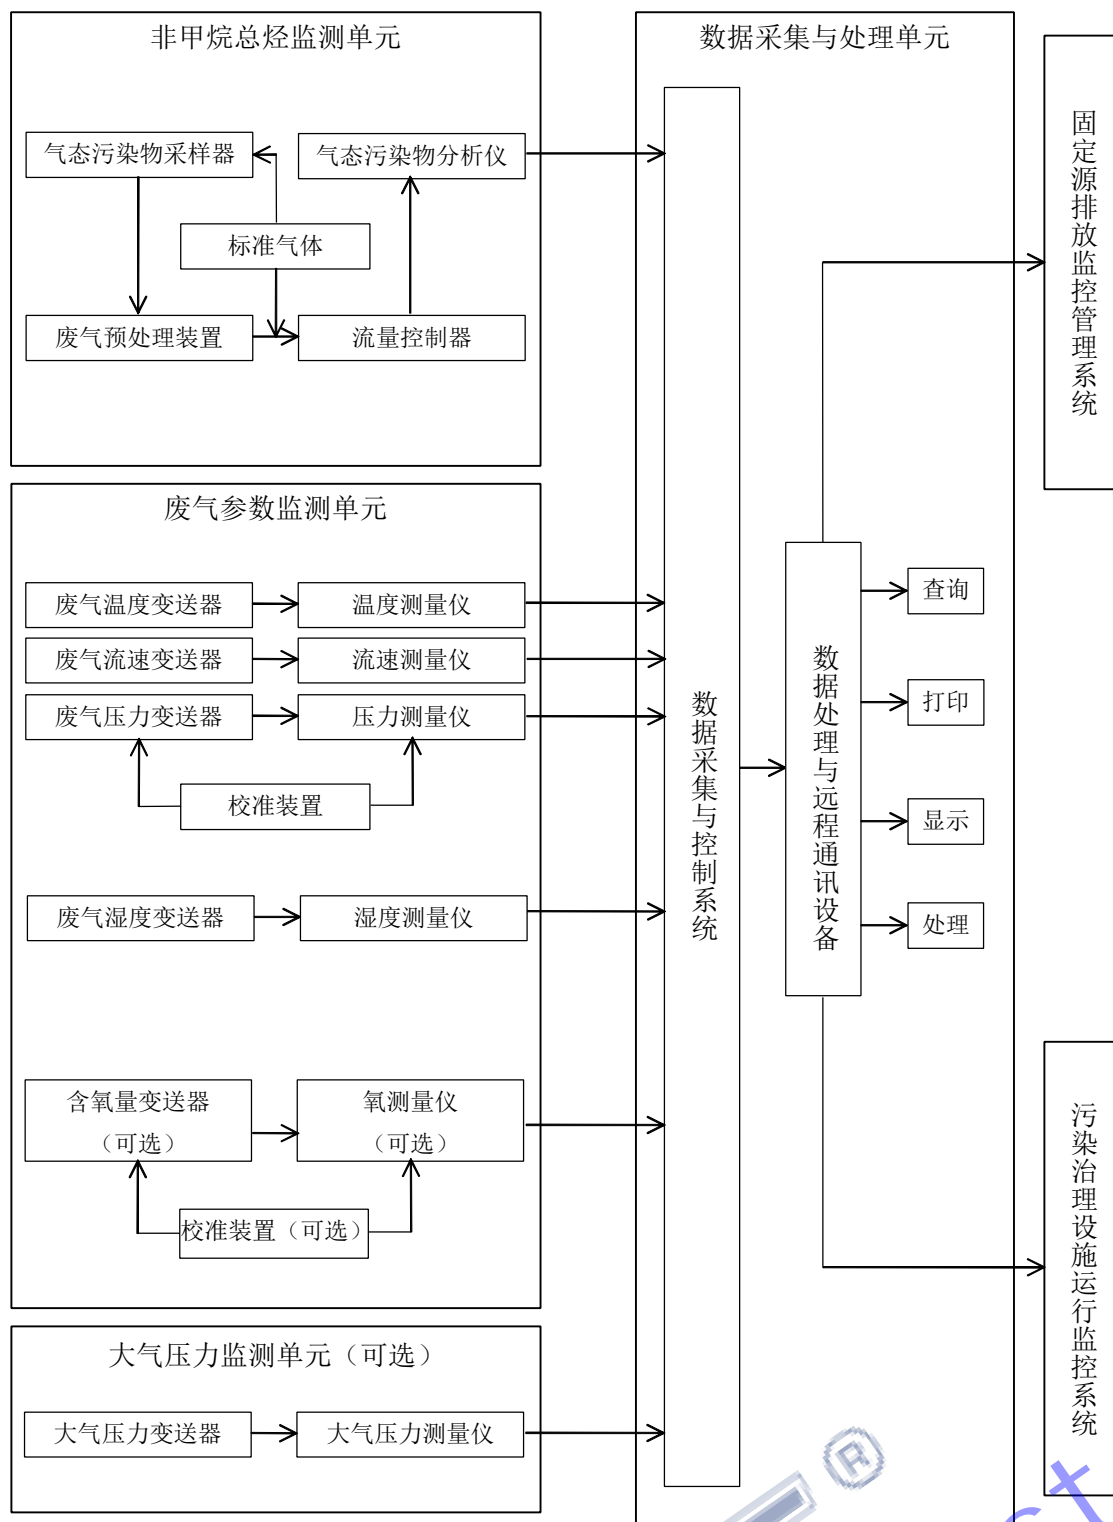 非甲烷总烃监测单元
气态污染物采样器
气态污染物分析仪
标准气体
废气预处理装置
流量控制器
废气参数监测单元
废气温度变送器
温度测量仪
废气流速变送器
流速测量仪
废气压力变送器
压力测量仪
校准装置
废气湿度变送器
湿度测量仪
含氧量变送器
（可选）
氧测量仪
（可选）
校准装置（可选）
大气压力监测单元（可选）
大气压力变送器
大气压力测量仪
数据采集与处理单元
数据采集与控制系统
数据处理与远程通讯设备
查询
打印
显示
处理
固定源排放监控管理系统
污染治理设施运行监控系统
®
ct